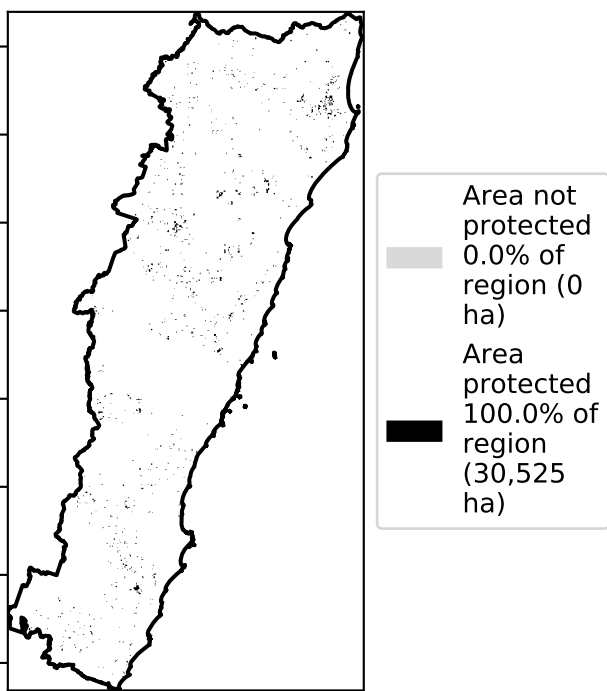 Area not
protected
0.0% of
region (0
ha)
Area
protected
100.0% of
region
(30,525
ha)